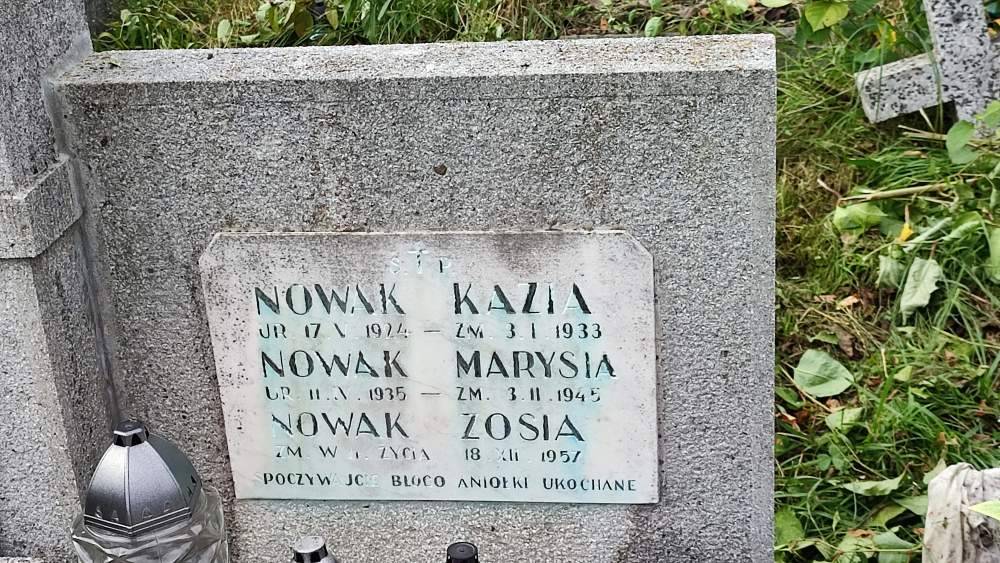 Ś † P
NOWAK KAZIA
UR. 17.V.1924 — ZM. 3.I.1933
NOWAK MARYSIA
UR. 11.V.1935 — ZM. 3.II.1945
NOWAK ZOSIA
ZM. W ŻYCIA 18 XII 1957
POCZYWAJCIE BŁOGO ANIOŁKI UKOCHANE